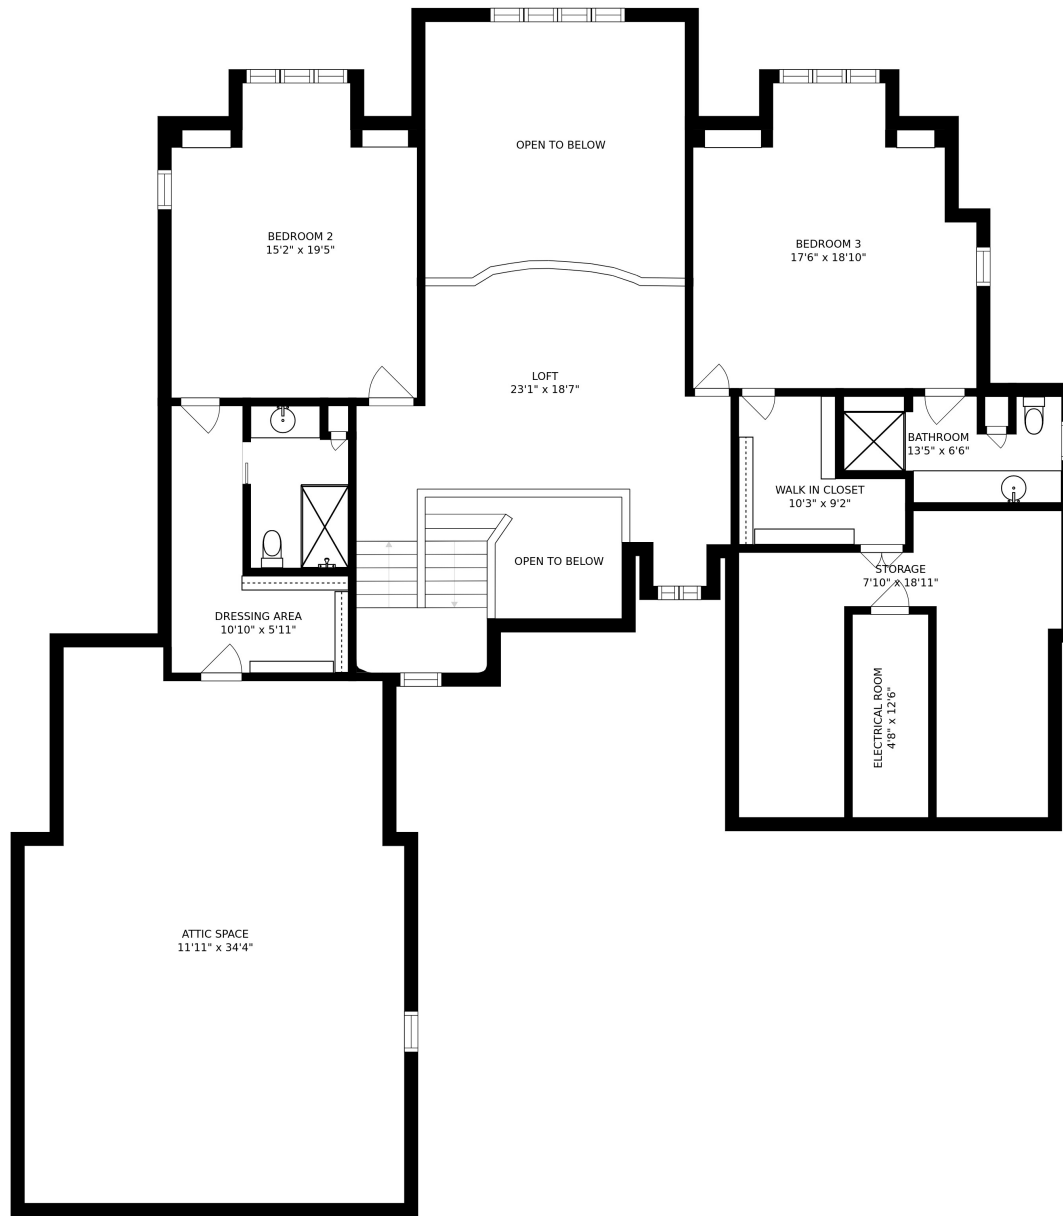 OPEN TO BELOW
BEDROOM 2
15'2" x 19'5"
BEDROOM 3
17'6" x 18'10"
LOFT
23'1" x 18'7"
BATHROOM
13'5" x 6'6"
WALK IN CLOSET
10'3" x 9'2"
OPEN TO BELOW
STORAGE
7'10" x 18'11"
DRESSING AREA
10'10" x 5'11"
ELECTRICAL ROOM
4'8" x 12'6"
ATTIC SPACE
11'11" x 34'4"